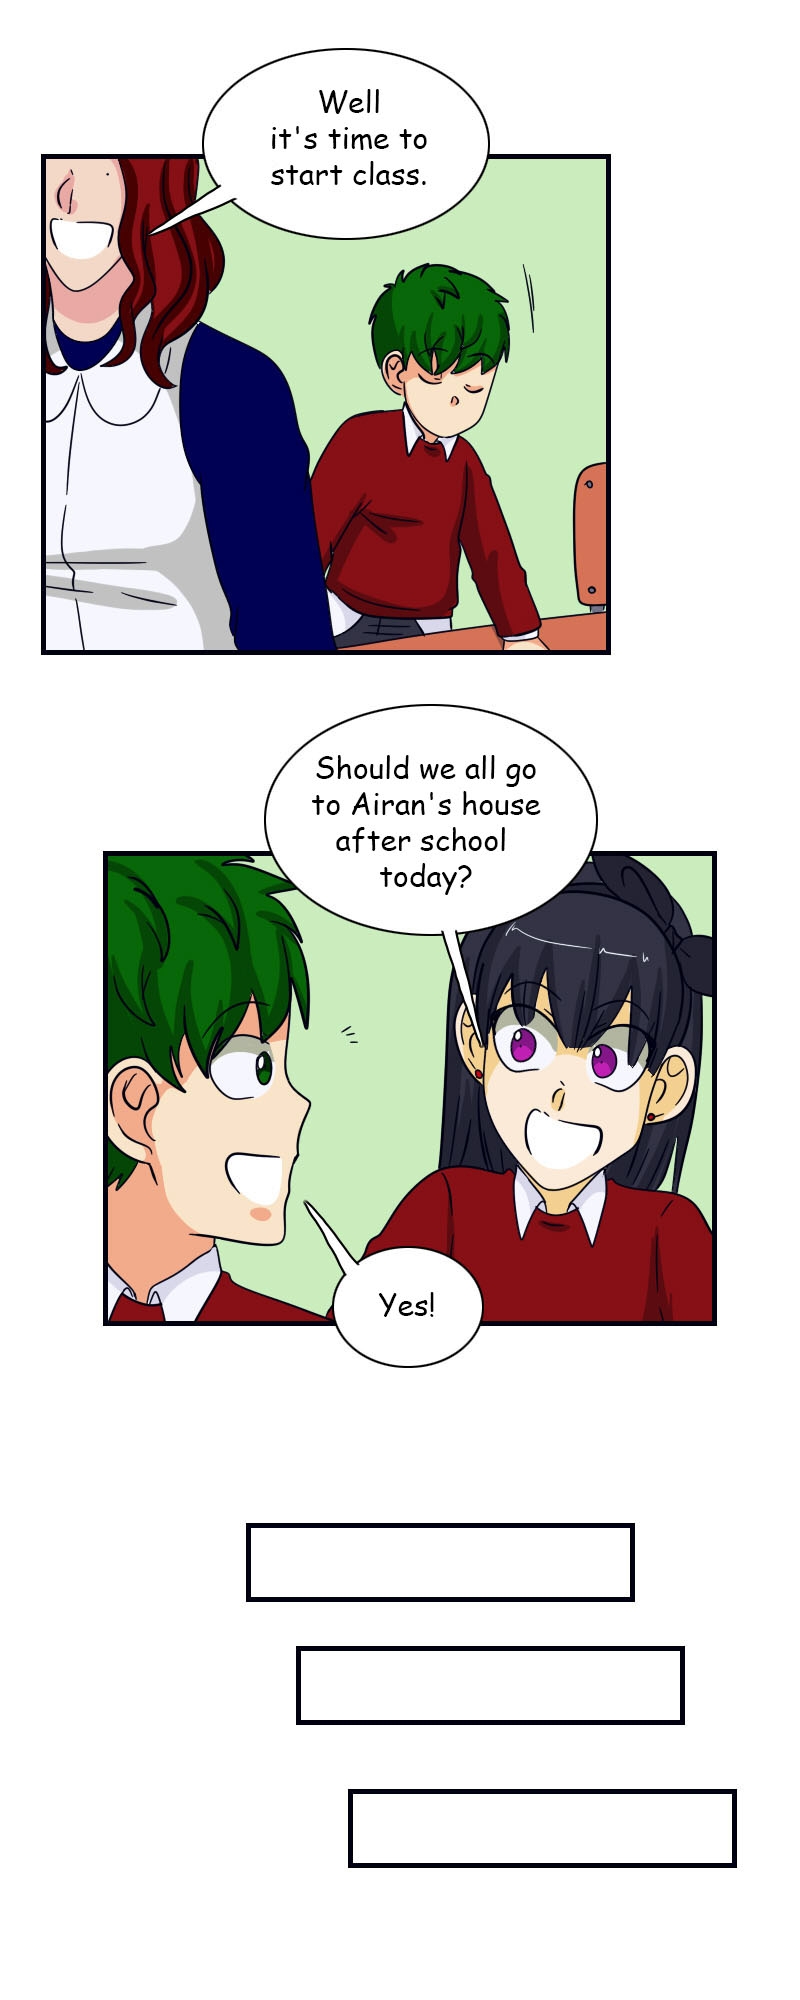 Well
it's time to
start class.
Should we all go
to Airan's house
after school
today?
Yes!